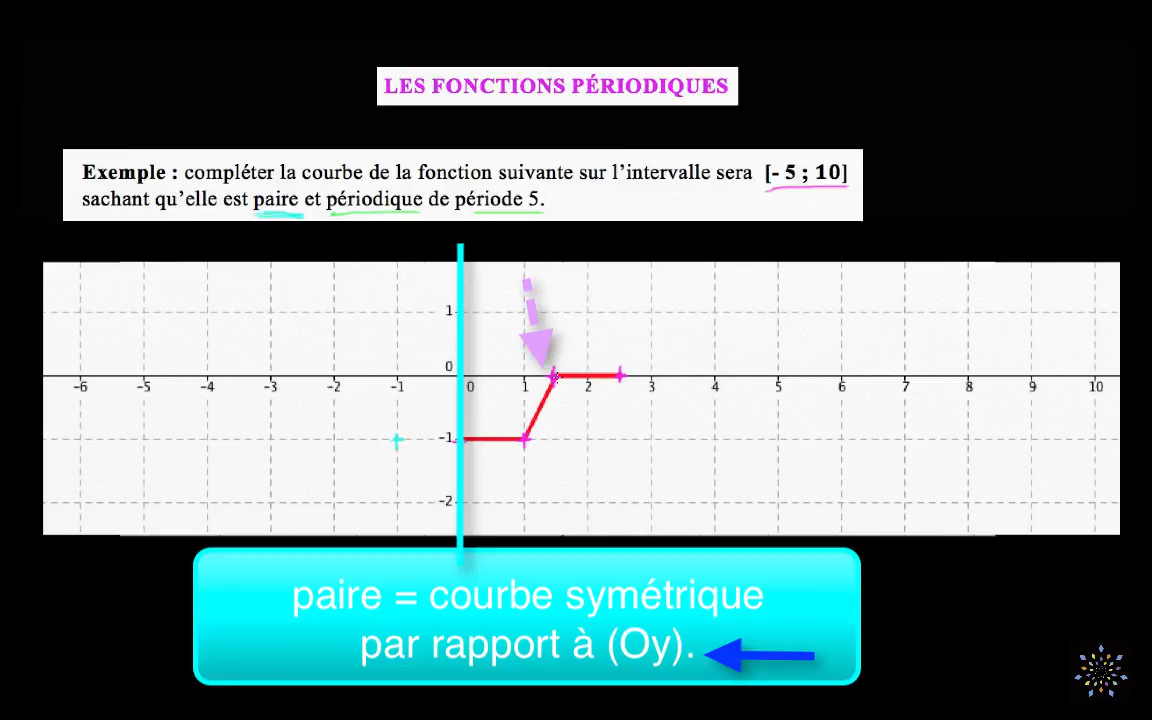 LES FONCTIONS PÉRIODIQUES
Exemple : compléter la courbe de la fonction suivante sur l'intervalle sera [- 5 ; 10]
sachant qu'elle est paire et périodique de période 5.
1
0
-6 -5 -4 -3 -2 -1 0 1 2 3 4 5 6 7 8 9 10
-1
-2
paire = courbe symétrique
par rapport à (Oy).